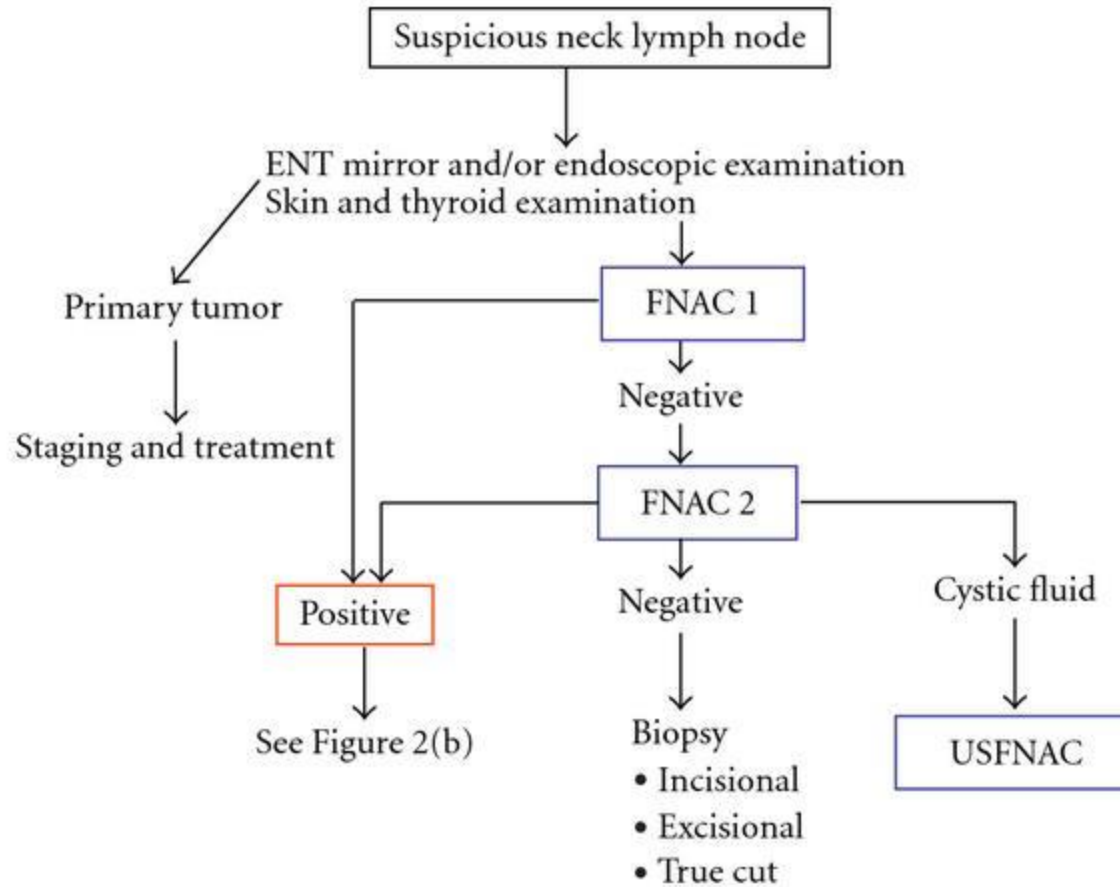 Suspicious neck lymph node
ENT mirror and/or endoscopic examination
Skin and thyroid examination
Primary tumor
FNAC 1
Negative
Staging and treatment
FNAC 2
Positive
Negative
Cystic fluid
See Figure 2(b)
Biopsy
• Incisional
• Excisional
• True cut
USFNAC